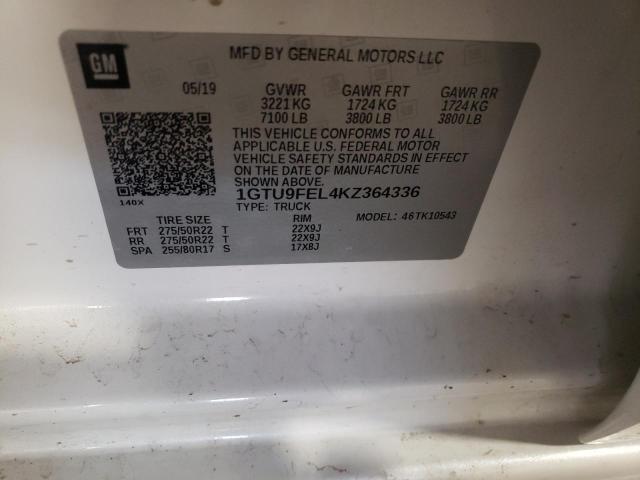 GM
MFD BY GENERAL MOTORS LLC
05/19 GVWR GAWR FRT GAWR RR
3221 KG 1724 KG 1724 KG
7100 LB 3800 LB 3800 LB
THIS VEHICLE CONFORMS TO ALL
APPLICABLE U.S. FEDERAL MOTOR
VEHICLE SAFETY STANDARDS IN EFFECT
ON THE DATE OF MANUFACTURE
SHOWN ABOVE.
140X 1GTU9FEL4KZ364336
TYPE: TRUCK MODEL: 46TK10543
TIRE SIZE RIM
FRT 275/50R22 T 22X9J
RR 275/50R22 T 22X9J
SPA 255/80R17 S 17X8J